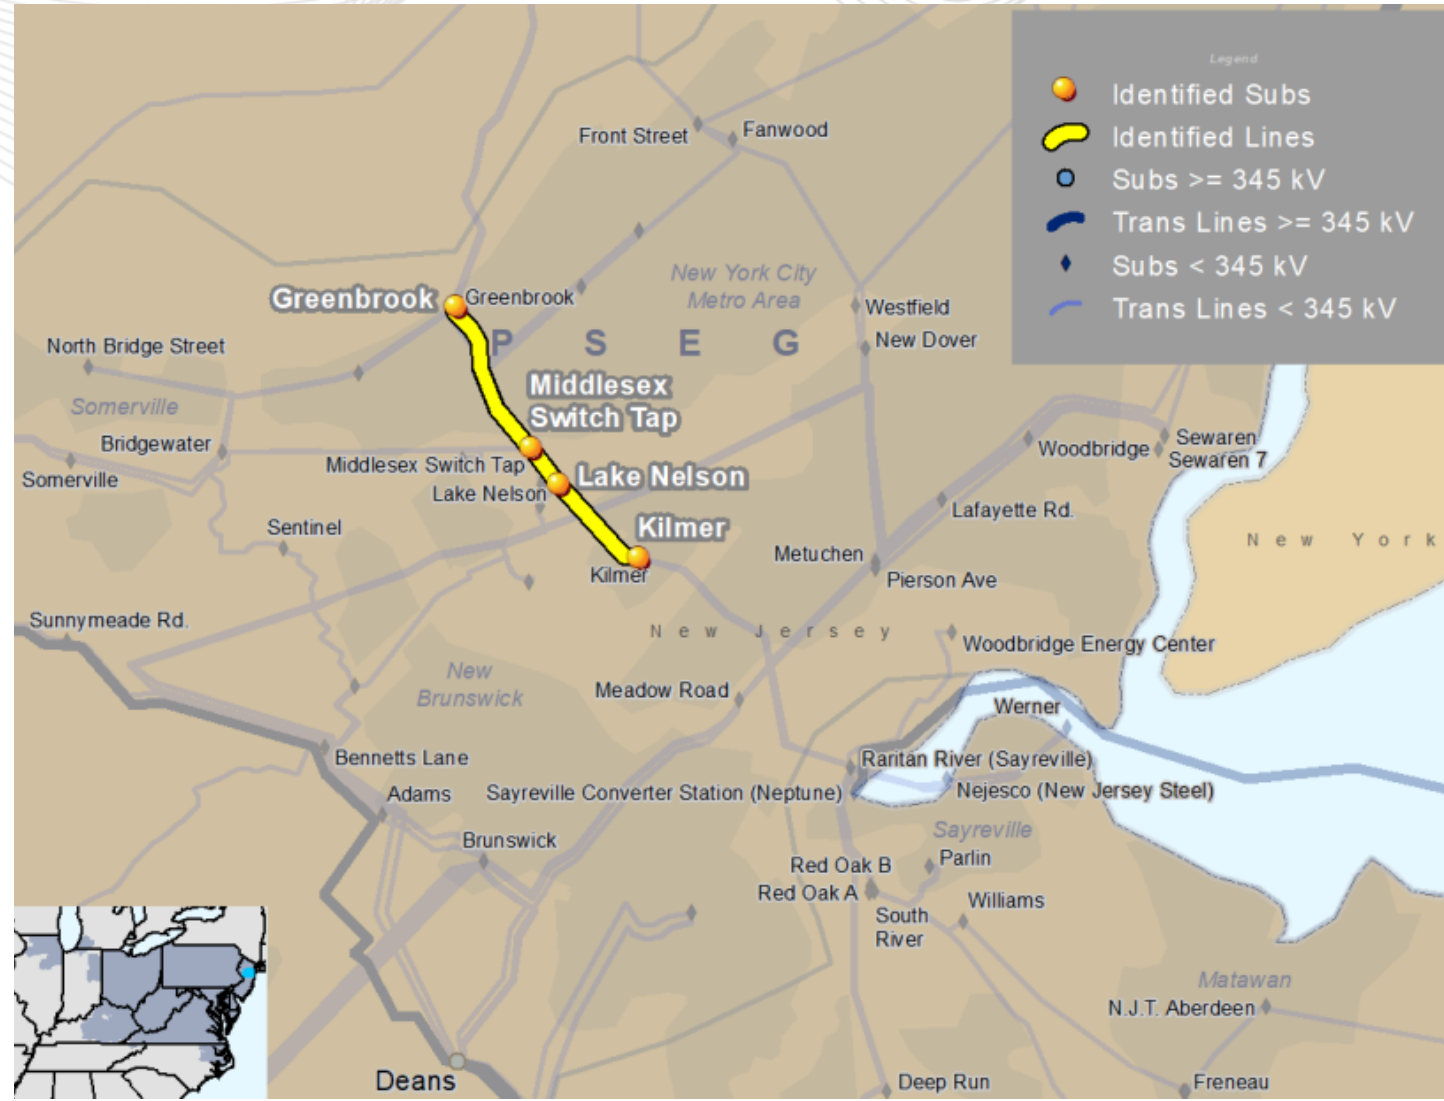 Legend
Identified Subs
Identified Lines
Subs >= 345 kV
Trans Lines >= 345 kV
Subs < 345 kV
Trans Lines < 345 kV
Front Street
Fanwood
New York City
Metro Area
Greenbrook
Greenbrook
Westfield
P S E G
New Dover
North Bridge Street
Middlesex
Switch Tap
Somerville
Bridgewater
Woodbridge
Sewaren
Sewaren 7
Middlesex Switch Tap
Somerville
Lake Nelson
Lake Nelson
Lafayette Rd.
Sentinel
Kilmer
New York
Metuchen
Kilmer
Pierson Ave
Sunnymeade Rd.
New Jersey
Woodbridge Energy Center
New
Brunswick
Meadow Road
Werner
Bennetts Lane
Raritan River (Sayreville)
Adams
Sayreville Converter Station (Neptune)
Nejesco (New Jersey Steel)
Sayreville
Brunswick
Parlin
Red Oak B
Red Oak A
Williams
South
River
Matawan
N.J.T. Aberdeen
Deans
Deep Run
Freneau